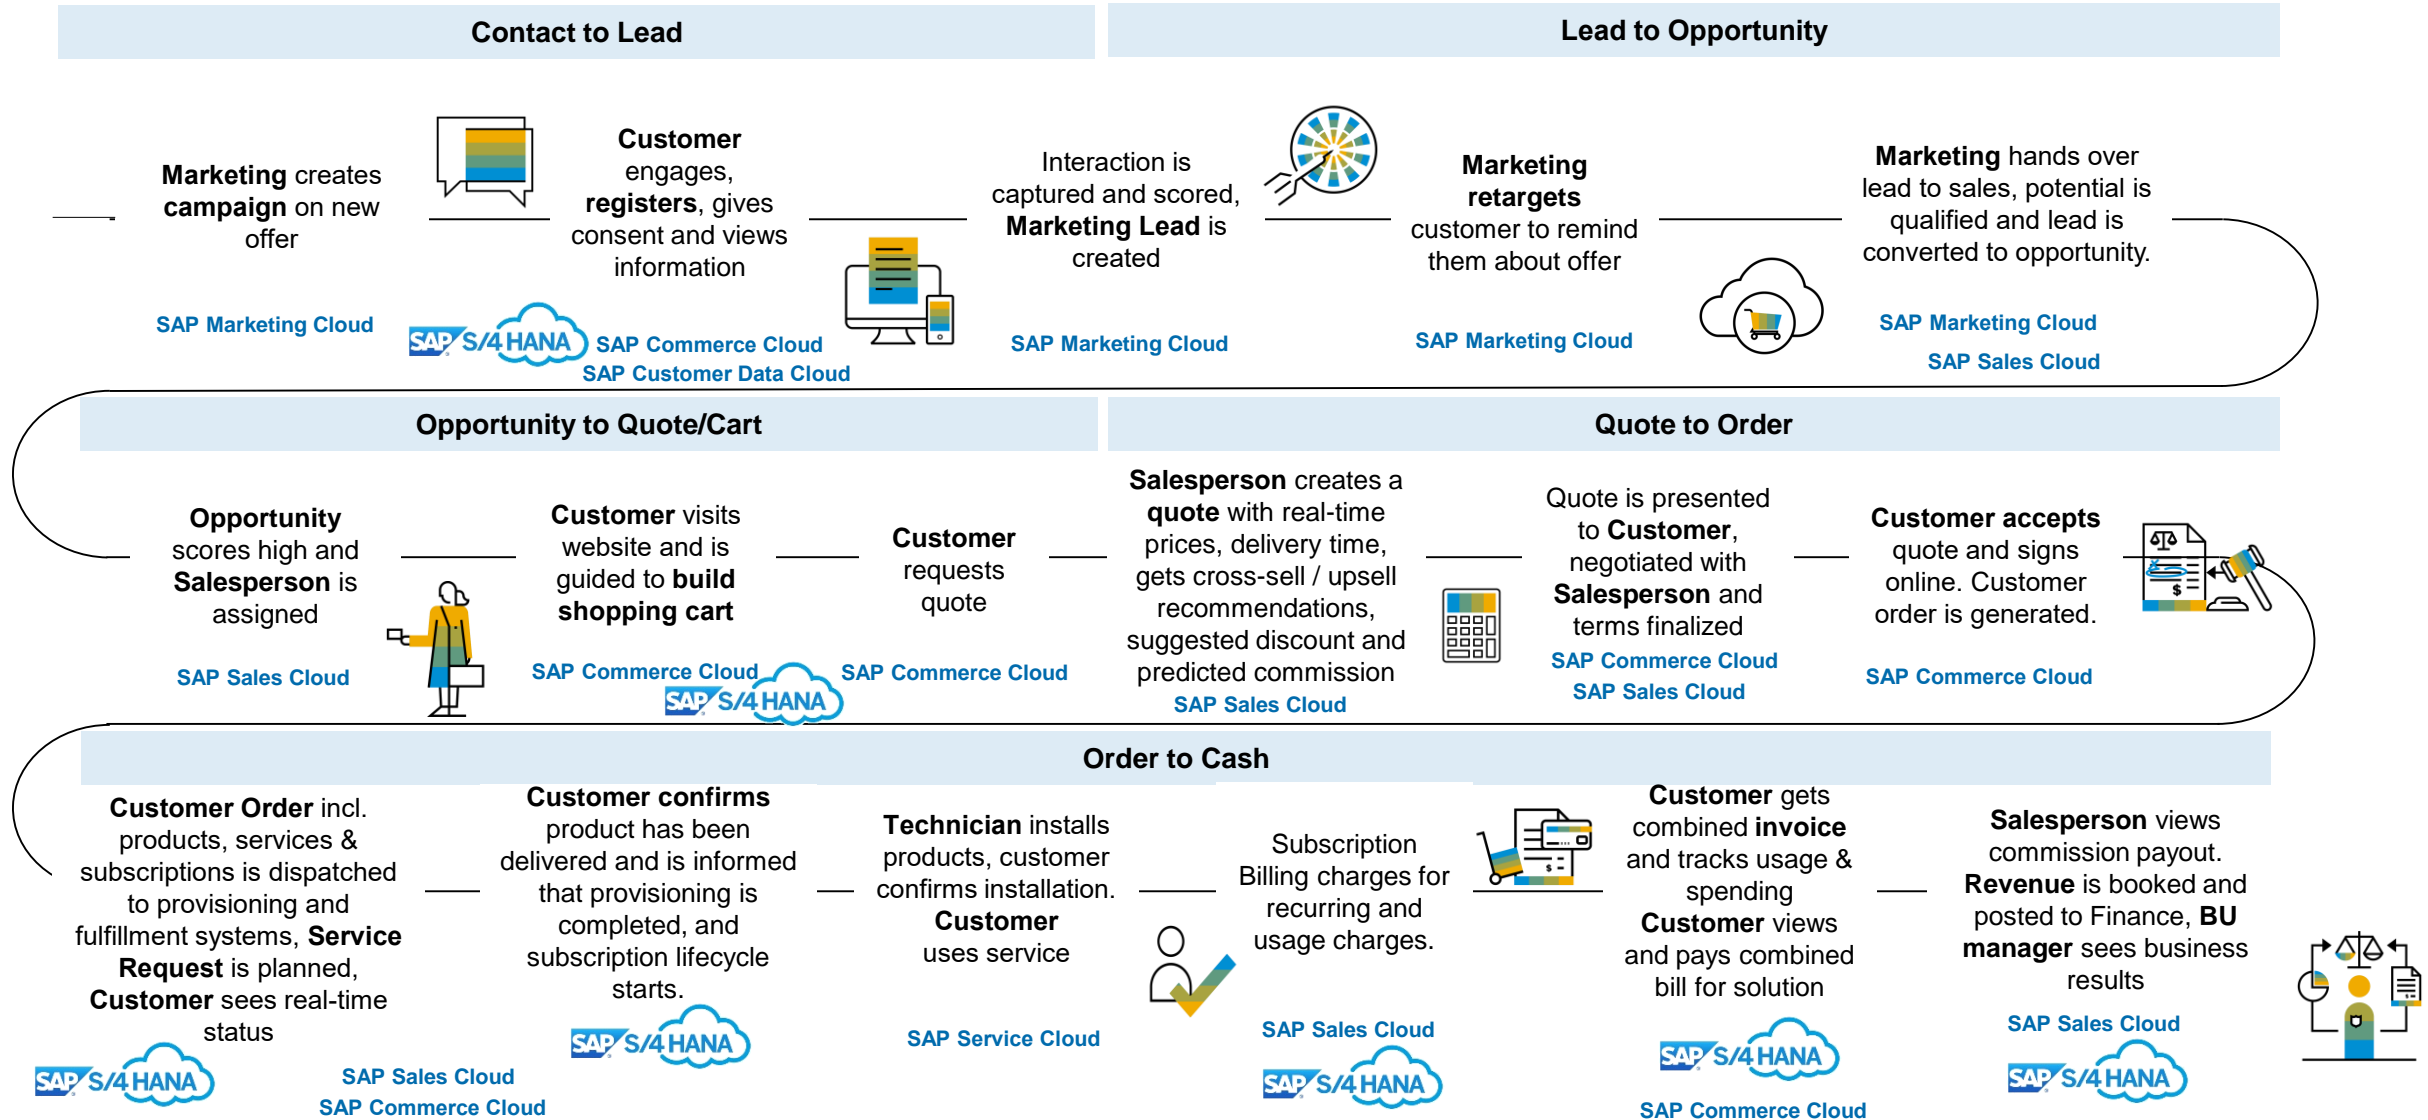 Contact to Lead
Lead to Opportunity
Marketing creates
campaign on new
offer
SAP Marketing Cloud
Customer
engages,
registers, gives
consent and views
information
SAP S/4HANA
SAP Commerce Cloud
SAP Customer Data Cloud
Interaction is
captured and scored,
Marketing Lead is
created
SAP Marketing Cloud
Marketing
retargets
customer to remind
them about offer
SAP Marketing Cloud
Marketing hands over
lead to sales, potential is
qualified and lead is
converted to opportunity.
SAP Marketing Cloud
SAP Sales Cloud
Opportunity to Quote/Cart
Quote to Order
Opportunity
scores high and
Salesperson is
assigned
SAP Sales Cloud
Customer visits
website and is
guided to build
shopping cart
SAP Commerce Cloud
SAP S/4HANA
Customer
requests
quote
SAP Commerce Cloud
Salesperson creates a
quote with real-time
prices, delivery time,
gets cross-sell / upsell
recommendations,
suggested discount and
predicted commission
SAP Sales Cloud
Quote is presented
to Customer,
negotiated with
Salesperson and
terms finalized
SAP Commerce Cloud
SAP Sales Cloud
Customer accepts
quote and signs
online. Customer
order is generated.
SAP Commerce Cloud
$
Order to Cash
Customer Order incl.
products, services &
subscriptions is dispatched
to provisioning and
fulfillment systems, Service
Request is planned,
Customer sees real-time
status
SAP S/4HANA
SAP Sales Cloud
SAP Commerce Cloud
Customer confirms
product has been
delivered and is informed
that provisioning is
completed, and
subscription lifecycle
starts.
SAP S/4HANA
Technician installs
products, customer
confirms installation.
Customer
uses service
SAP Service Cloud
Subscription
Billing charges for
recurring and
usage charges.
SAP Sales Cloud
SAP S/4HANA
$
Customer gets
combined invoice
and tracks usage &
spending
Customer views
and pays combined
bill for solution
SAP S/4HANA
SAP Commerce Cloud
Salesperson views
commission payout.
Revenue is booked and
posted to Finance, BU
manager sees business
results
SAP Sales Cloud
SAP S/4HANA